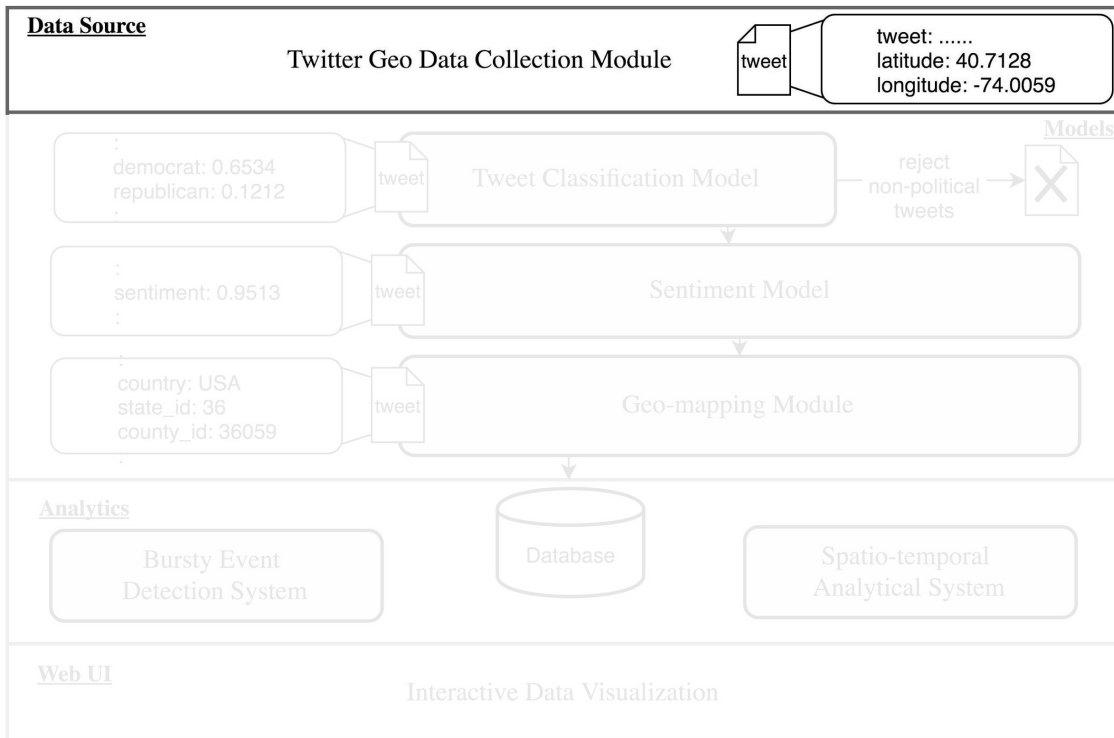 Data Source
Twitter Geo Data Collection Module
tweet
tweet: ......
latitude: 40.7128
longitude: -74.0059
Models
:
democrat: 0.6534
republican: 0.1212
:
tweet
Tweet Classification Model
reject
non-political
tweets
:
sentiment: 0.9513
:
tweet
Sentiment Model
:
country: USA
state_id: 36
county_id: 36059
:
tweet
Geo-mapping Module
Analytics
Bursty Event
Detection System
Database
Spatio-temporal
Analytical System
Web UI
Interactive Data Visualization